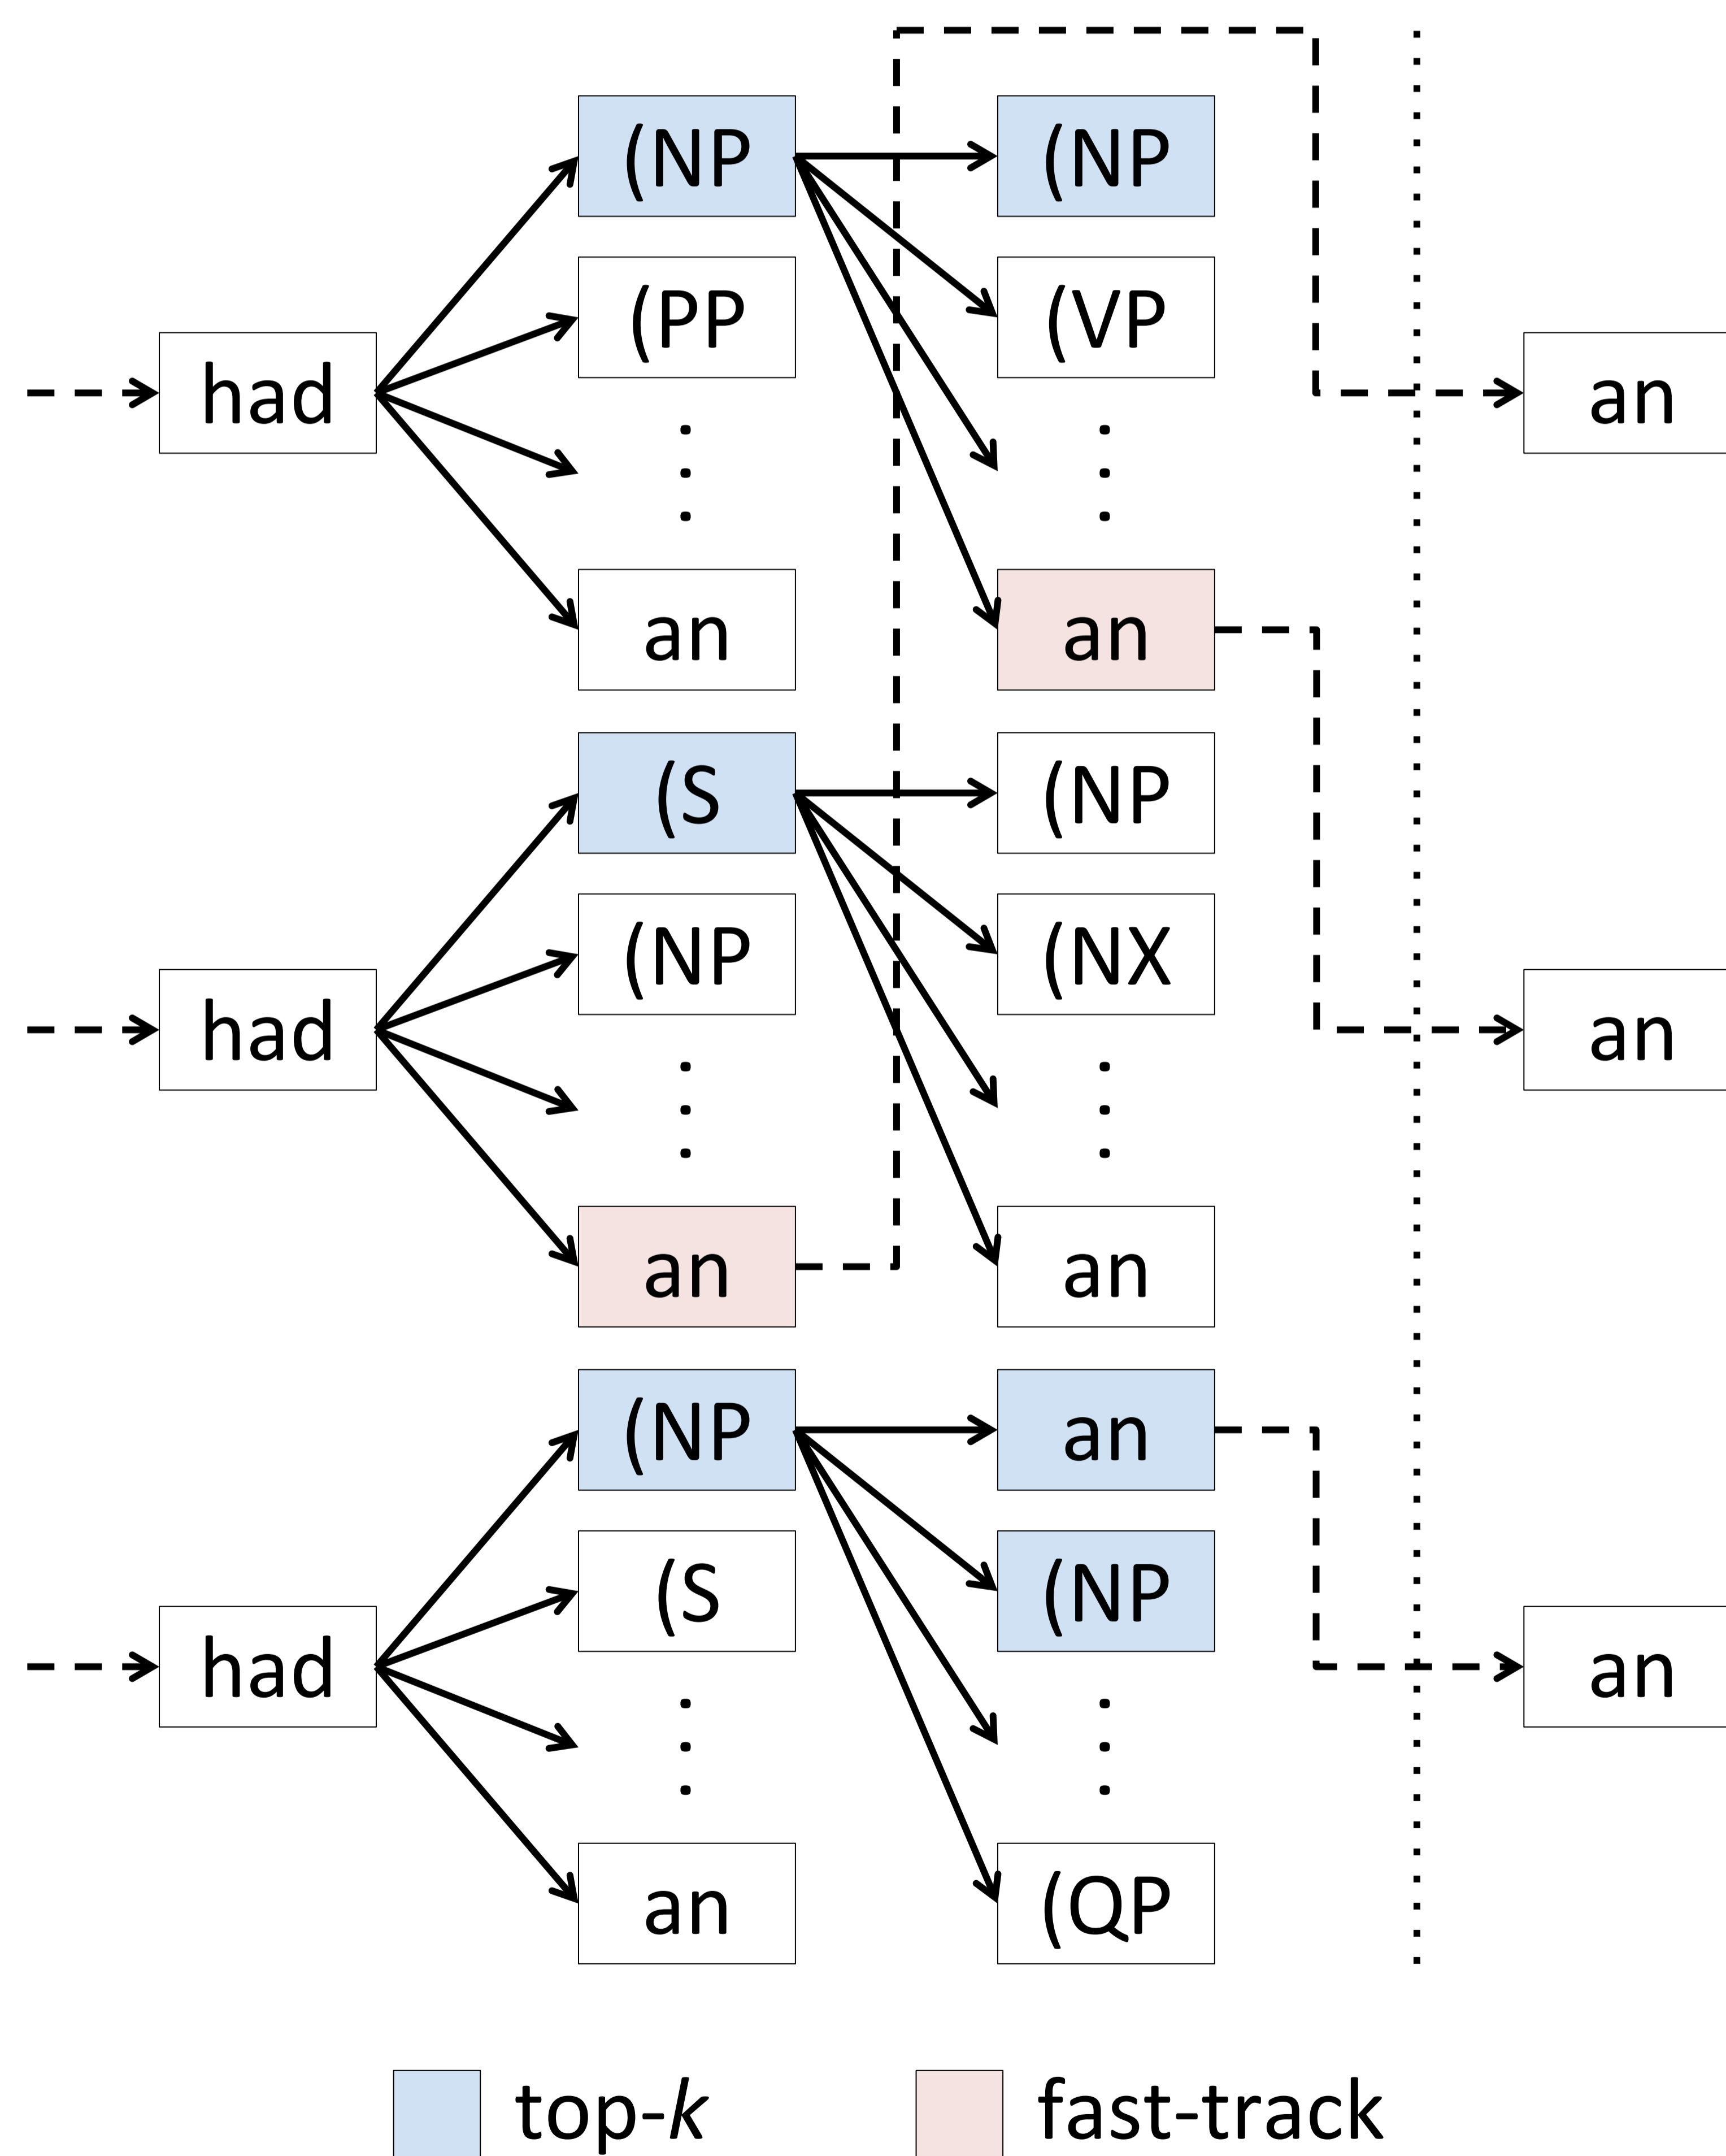 (NP (NP
(PP (VP
had an
an an
(S (NP
(NP (NX
had an
an an
(NP an
(S (NP
had an
an (QP
top-k fast-track